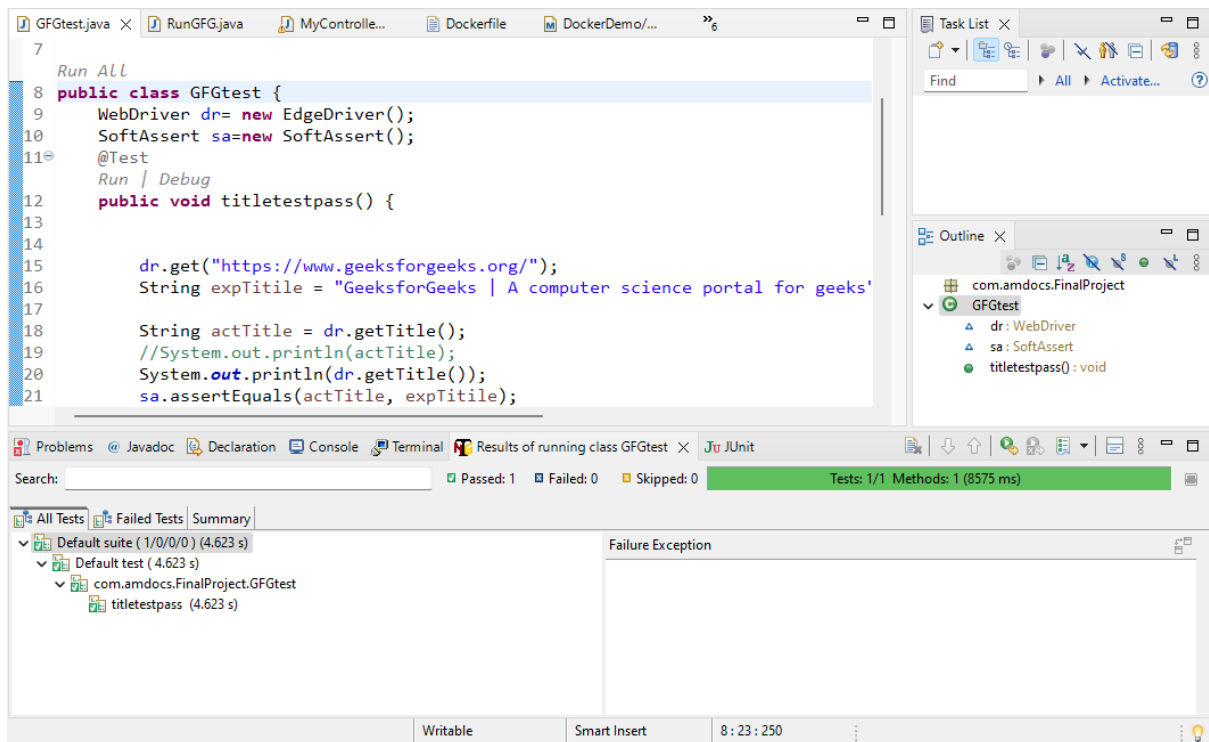 GFGtest.java RunGFG.java MyControlle... Dockerfile DockerDemo/... »6
7
Run All
8 public class GFGtest {
9 WebDriver dr= new EdgeDriver();
10 SoftAssert sa=new SoftAssert();
11 @Test
Run | Debug
12 public void titletestpass() {
13
14
15 dr.get("https://www.geeksforgeeks.org/");
16 String expTitile = "GeeksforGeeks | A computer science portal for geeks"
17
18 String actTitle = dr.getTitle();
19 //System.out.println(actTitle);
20 System.out.println(dr.getTitle());
21 sa.assertEquals(actTitle, expTitile);
Task List
Find All Activate...
Outline
com.amdocs.FinalProject
GFGtest
dr : WebDriver
sa : SoftAssert
titletestpass() : void
Problems @ Javadoc Declaration Console Terminal Results of running class GFGtest JU JUnit
Search: Passed: 1 Failed: 0 Skipped: 0 Tests: 1/1 Methods: 1 (8575 ms)
All Tests Failed Tests Summary
Default suite ( 1/0/0/0 ) (4.623 s)
Default test ( 4.623 s)
com.amdocs.FinalProject.GFGtest
titletestpass (4.623 s)
Failure Exception
Writable Smart Insert 8 : 23 : 250